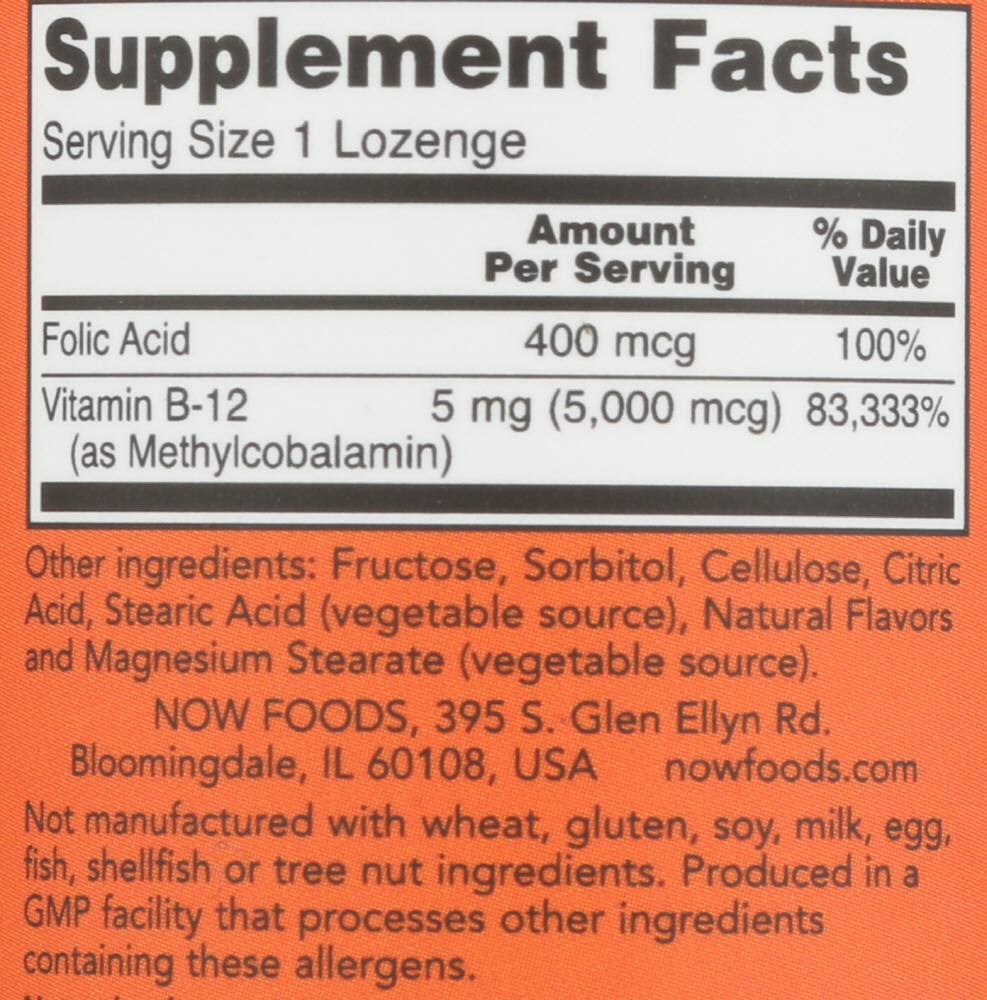 Supplement Facts
Serving Size 1 Lozenge
Amount Per Serving % Daily Value
Folic Acid 400 mcg 100%
Vitamin B-12 5 mg (5,000 mcg) 83,333%
(as Methylcobalamin)
Other ingredients: Fructose, Sorbitol, Cellulose, Citric
Acid, Stearic Acid (vegetable source), Natural Flavors
and Magnesium Stearate (vegetable source).
NOW FOODS, 395 S. Glen Ellyn Rd.
Bloomingdale, IL 60108, USA nowfoods.com
Not manufactured with wheat, gluten, soy, milk, egg,
fish, shellfish or tree nut ingredients. Produced in a
GMP facility that processes other ingredients
containing these allergens.